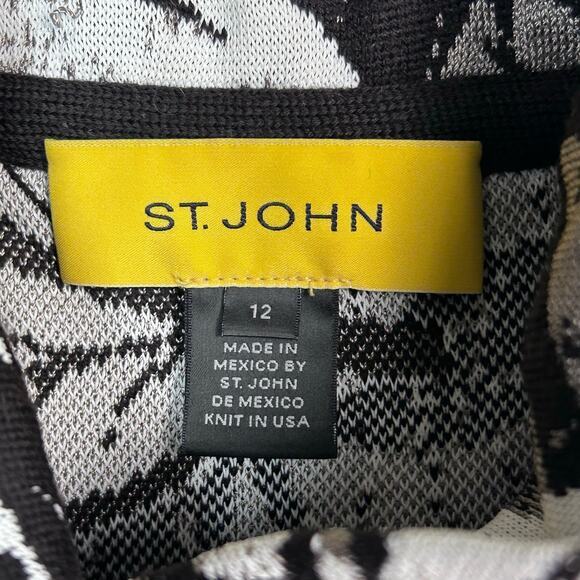 ST. JOHN
12
MADE IN
MEXICO BY
ST. JOHN
DE MEXICO
KNIT IN USA